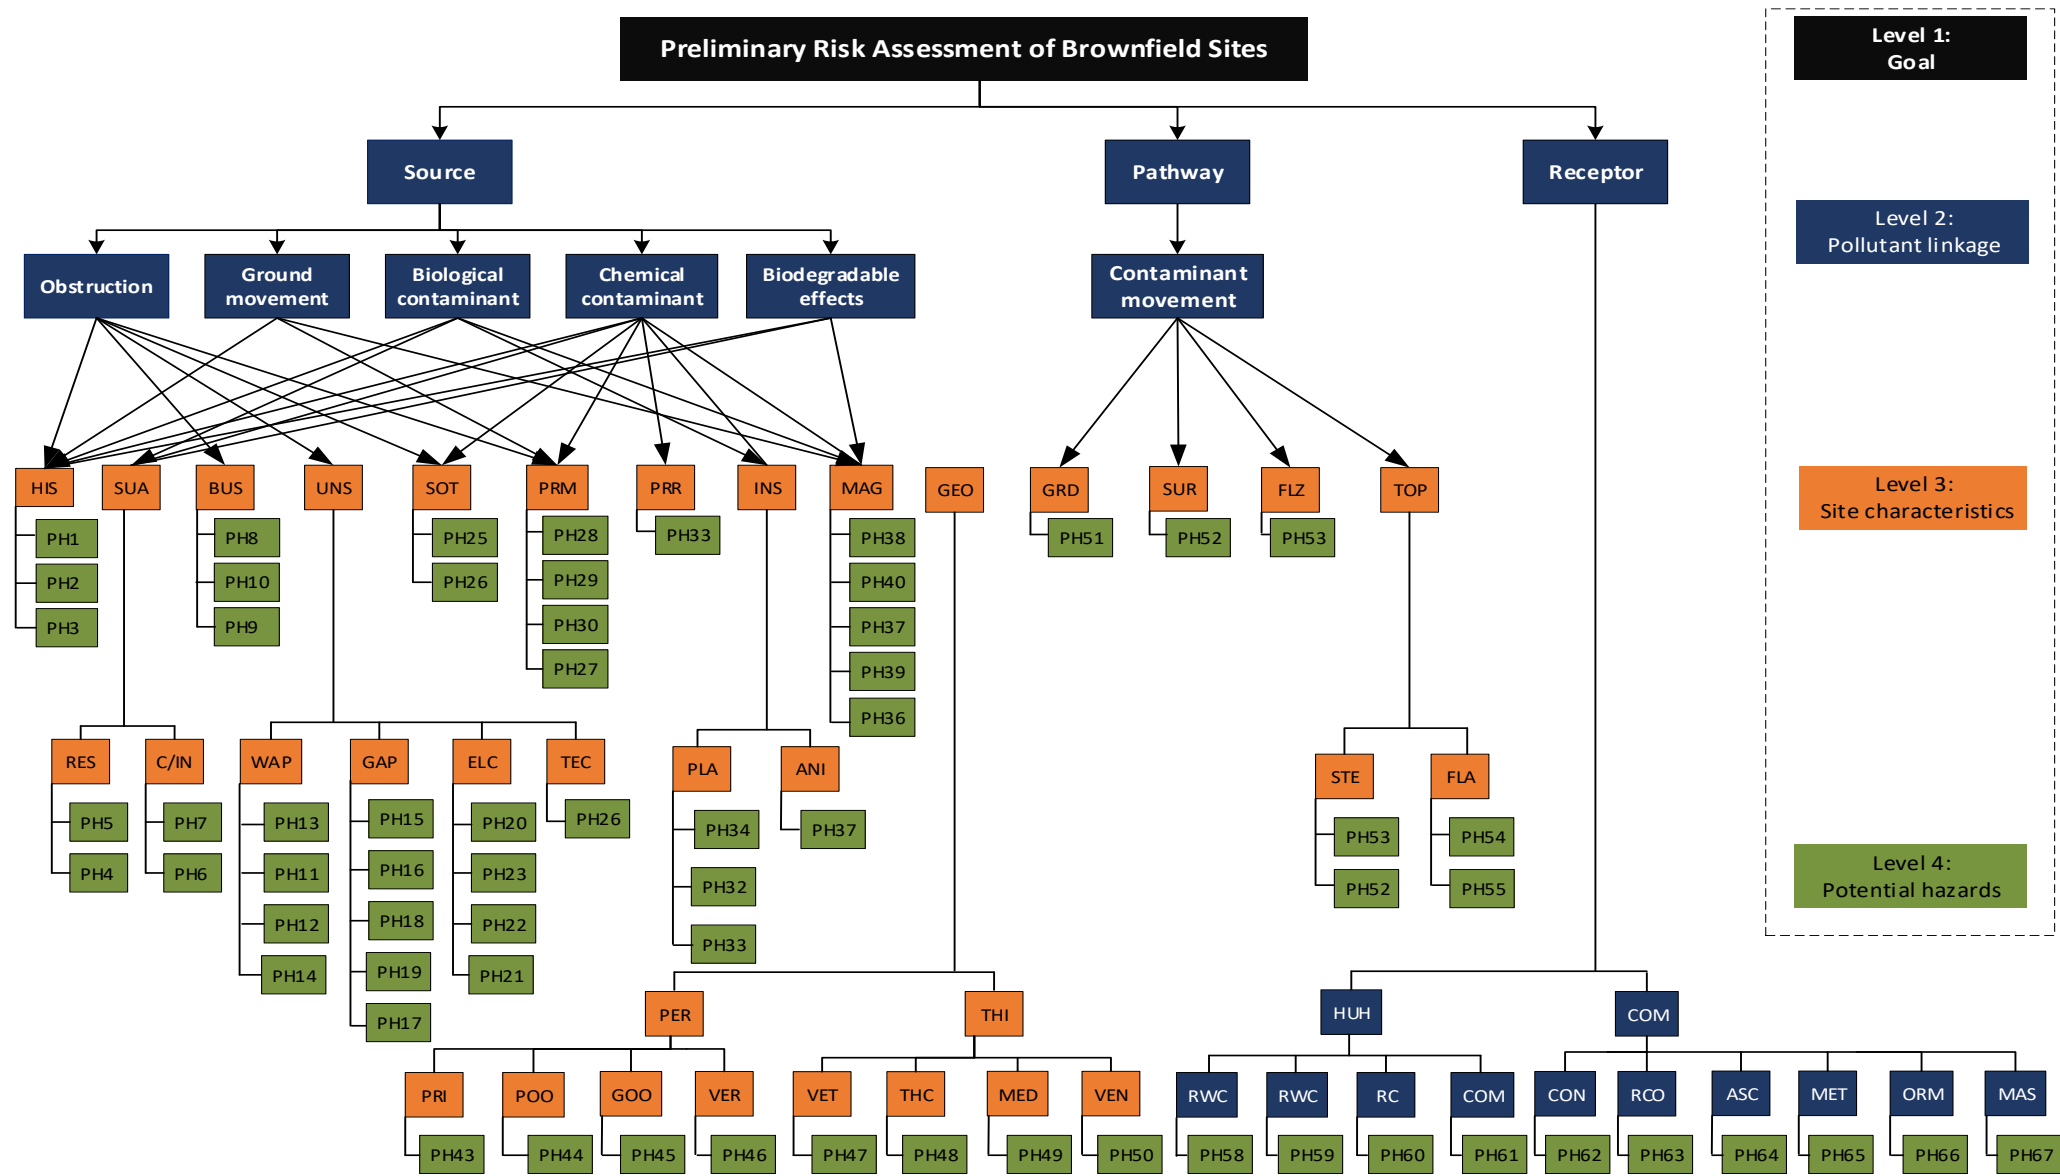 Preliminary Risk Assessment of Brownfield Sites
Level 1:
Goal
Source
Pathway
Receptor
Level 2:
Pollutant linkage
Obstruction
Ground
movement
Biological
contaminant
Chemical
contaminant
Biodegradable
effects
Contaminant
movement
HIS
SUA
BUS
UNS
SOT
PRM
PRR
INS
MAG
GEO
GRD
SUR
FLZ
TOP
Level 3:
Site characteristics
PH1
PH2
PH3
PH8
PH10
PH9
PH25
PH26
PH28
PH29
PH30
PH27
PH33
PH38
PH40
PH37
PH39
PH36
PH51
PH52
PH53
RES
C/IN
WAP
GAP
ELC
TEC
PLA
ANI
STE
FLA
PH5
PH4
PH7
PH6
PH13
PH11
PH12
PH14
PH15
PH16
PH18
PH19
PH17
PH20
PH23
PH22
PH21
PH26
PH34
PH32
PH33
PH37
PH53
PH52
PH54
PH55
Level 4:
Potential hazards
PER
THI
HUH
COM
PRI
POO
GOO
VER
VET
THC
MED
VEN
RWC
RWC
RC
COM
CON
RCO
ASC
MET
ORM
MAS
PH43
PH44
PH45
PH46
PH47
PH48
PH49
PH50
PH58
PH59
PH60
PH61
PH62
PH63
PH64
PH65
PH66
PH67